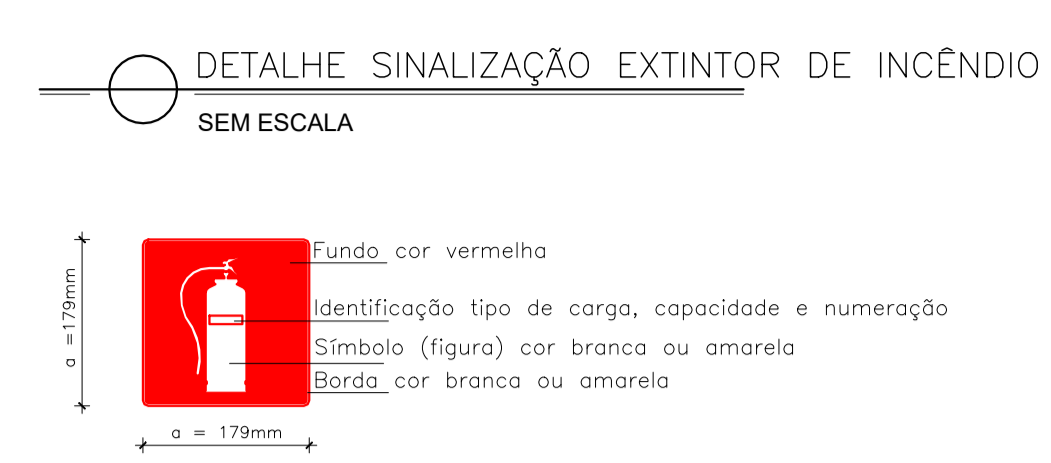 DETALHE SINALIZAÇÃO EXTINTOR DE INCÊNDIO
SEM ESCALA
Fundo cor vermelha
Identificação tipo de carga, capacidade e numeração
Símbolo (figura) cor branca ou amarela
Borda cor branca ou amarela
a =179mm
a = 179mm